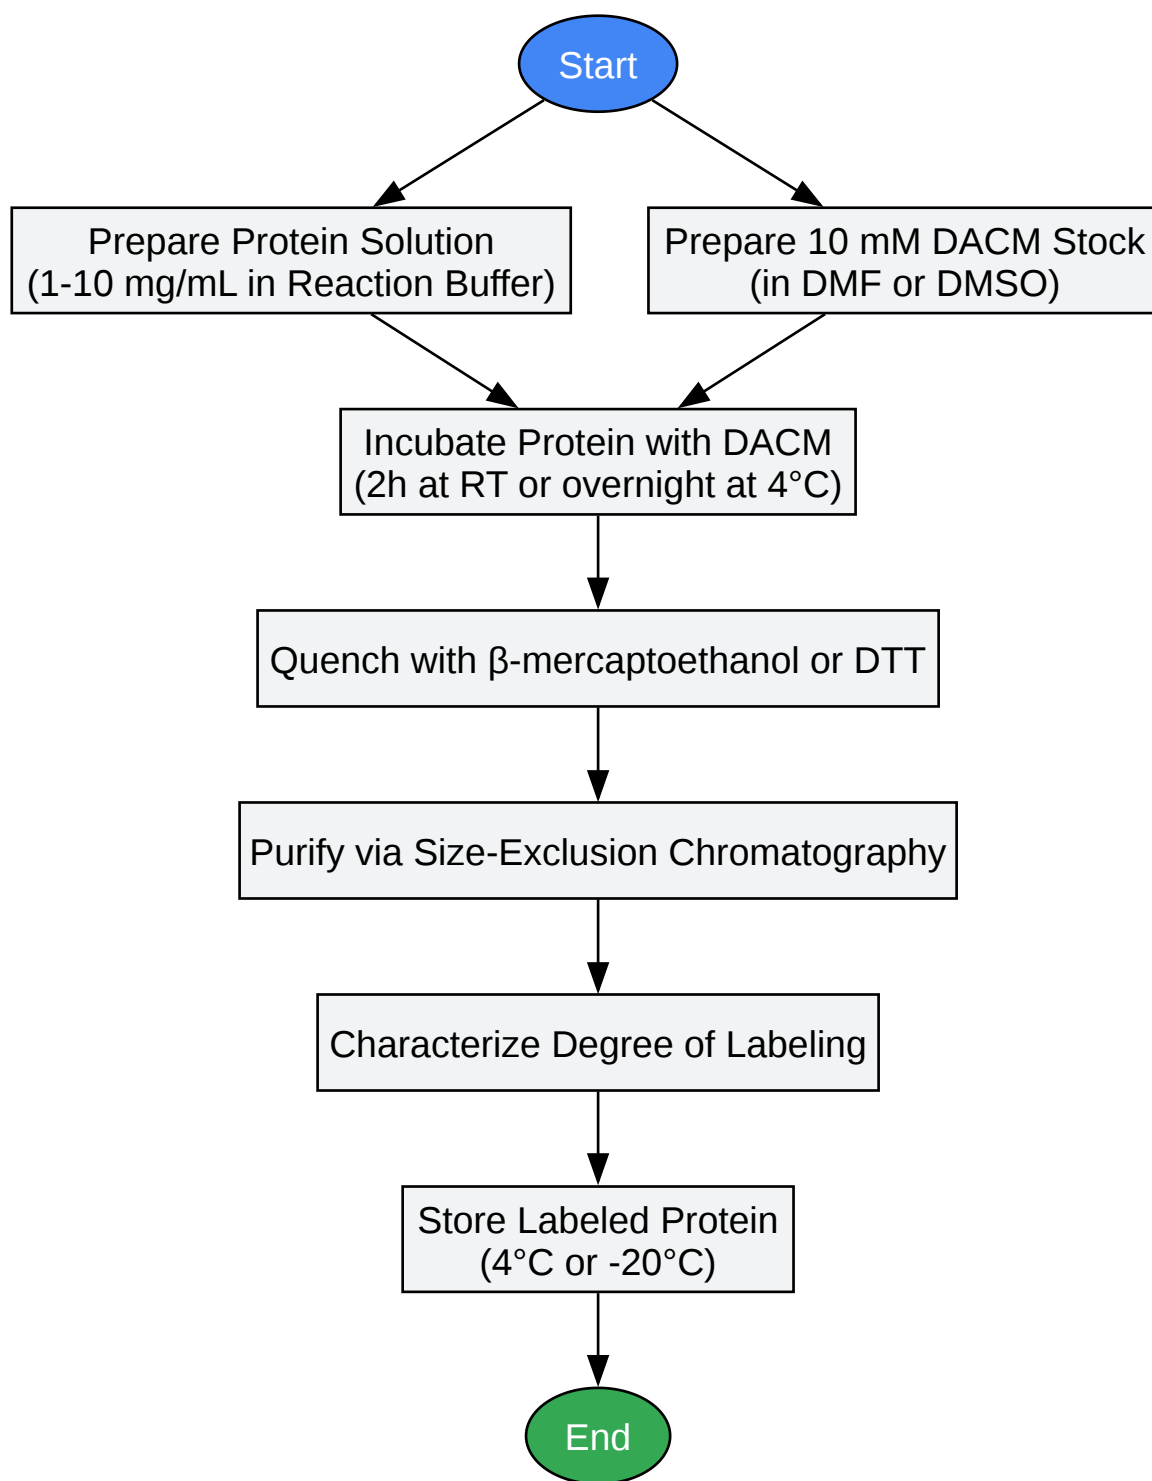 Start
Prepare Protein Solution
(1-10 mg/mL in Reaction Buffer)
Prepare 10 mM DACM Stock
(in DMF or DMSO)
Incubate Protein with DACM
(2h at RT or overnight at 4°C)
Quench with β-mercaptoethanol or DTT
Purify via Size-Exclusion Chromatography
Characterize Degree of Labeling
Store Labeled Protein
(4°C or -20°C)
End